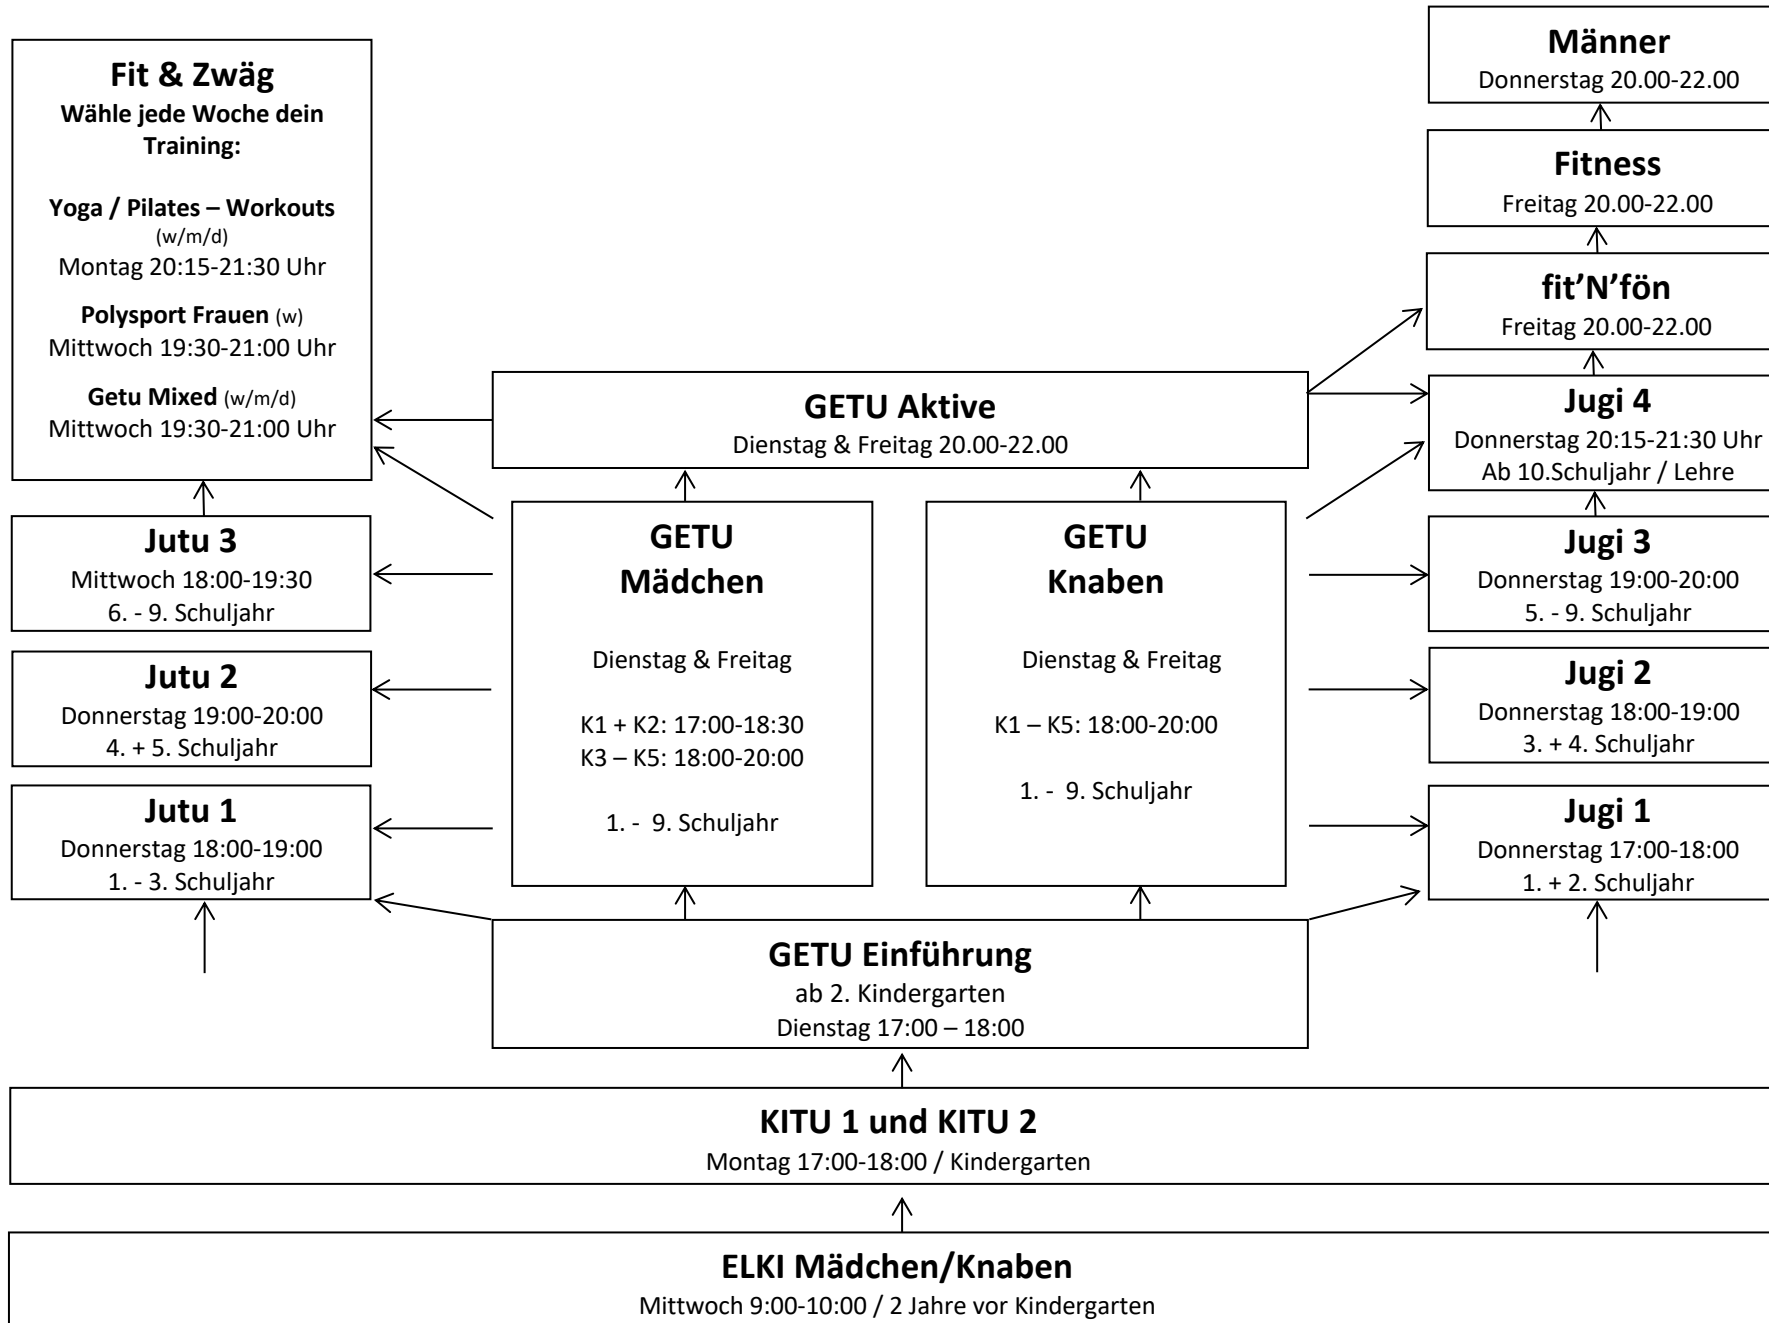 Männer
Donnerstag 20.00-22.00
Fitness
Freitag 20.00-22.00
fit’N’fön
Freitag 20.00-22.00
Fit & Zwäg
Wähle jede Woche dein
Training:
Yoga / Pilates – Workouts
(w/m/d)
Montag 20:15-21:30 Uhr
Polysport Frauen (w)
Mittwoch 19:30-21:00 Uhr
Getu Mixed (w/m/d)
Mittwoch 19:30-21:00 Uhr
GETU Aktive
Dienstag & Freitag 20.00-22.00
Jugi 4
Donnerstag 20:15-21:30 Uhr
Ab 10.Schuljahr / Lehre
Jutu 3
Mittwoch 18:00-19:30
6. - 9. Schuljahr
Jutu 2
Donnerstag 19:00-20:00
4. + 5. Schuljahr
Jutu 1
Donnerstag 18:00-19:00
1. - 3. Schuljahr
GETU
Mädchen
Dienstag & Freitag
K1 + K2: 17:00-18:30
K3 – K5: 18:00-20:00
1. -  9. Schuljahr
GETU
Knaben
Dienstag & Freitag
K1 – K5: 18:00-20:00
1. -  9. Schuljahr
Jugi 3
Donnerstag 19:00-20:00
5. - 9. Schuljahr
Jugi 2
Donnerstag 18:00-19:00
3. + 4. Schuljahr
Jugi 1
Donnerstag 17:00-18:00
1. + 2. Schuljahr
GETU Einführung
ab 2. Kindergarten
Dienstag 17:00 – 18:00
KITU 1 und KITU 2
Montag 17:00-18:00 / Kindergarten
ELKI Mädchen/Knaben
Mittwoch 9:00-10:00 / 2 Jahre vor Kindergarten